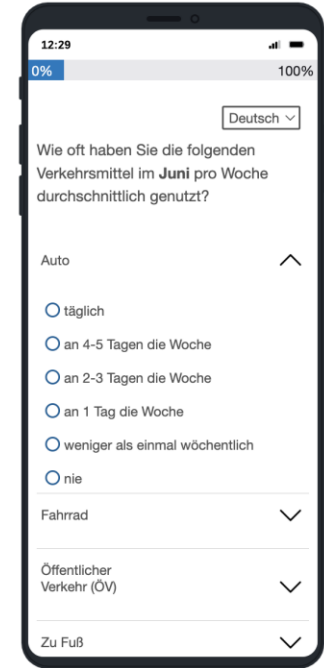 12:29
0% 100%
Deutsch
Wie oft haben Sie die folgenden
Verkehrsmittel im Juni pro Woche
durchschnittlich genutzt?
Auto
täglich
an 4-5 Tagen die Woche
an 2-3 Tagen die Woche
an 1 Tag die Woche
weniger als einmal wöchentlich
nie
Fahrrad
Öffentlicher
Verkehr (ÖV)
Zu Fuß